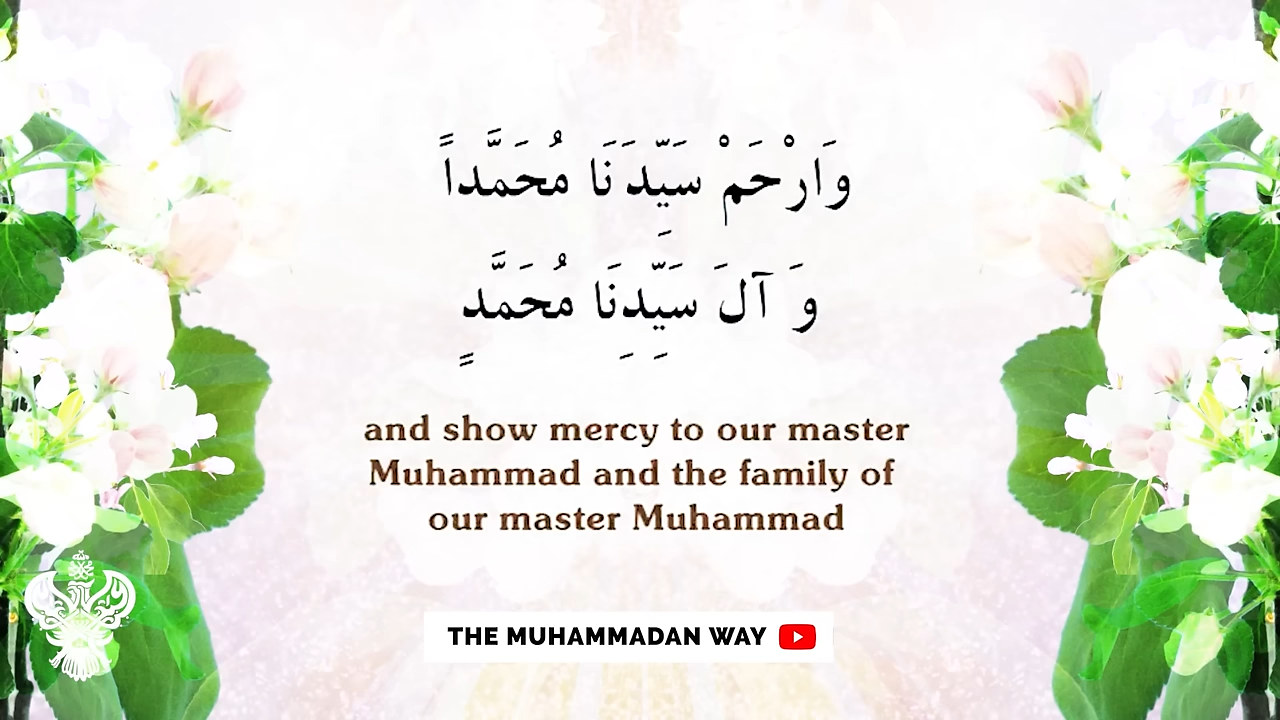 وَارْحَمْ سَيِّدَنَا مُحَمَّداً
وَ آلَ سَيِّدِنَا مُحَمَّدٍ
and show mercy to our master
Muhammad and the family of
our master Muhammad
THE MUHAMMADAN WAY